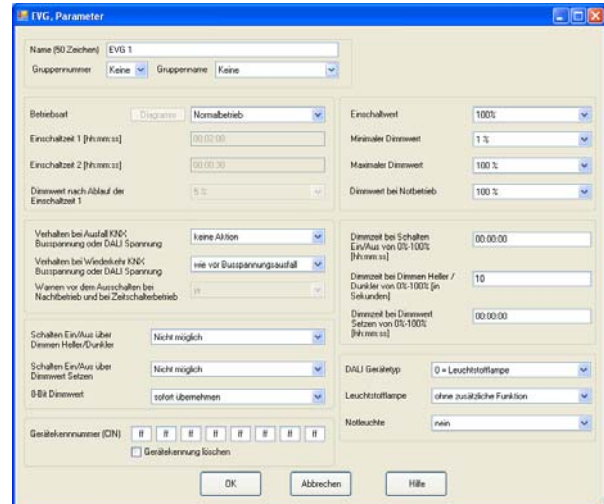 EVG, Parameter
Name (50 Zeichen) EVG 1
Gruppennummer Keine Gruppenname Keine
Betriebsart Diagramm Normalbetrieb
Einschaltzeit 1 [hh:mm:ss] 00:02:00
Einschaltzeit 2 [hh:mm:ss] 00:00:30
Dimmwert nach Ablauf der
Einschaltzeit 1
5 %
Einschaltwert 100%
Minimaler Dimmwert 1 %
Maximaler Dimmwert 100 %
Dimmwert bei Notbetrieb 100 %
Verhalten bei Ausfall KNX
Busspannung oder DALI Spannung
keine Aktion
Verhalten bei Wiederkehr KNX
Busspannung oder DALI Spannung
wie vor Busspannungsausfall
Warnen vor dem Ausschalten bei
Nachtbetrieb und bei Zeitschalterbetrieb
Dimmzeit bei Schalten
Ein/Aus von 0%-100%
[hh:mm:ss]
00:00:00
Dimmzeit bei Dimmen Heller /
Dunkler von 0%-100% [in
Sekunden]
10
Dimmzeit bei Dimmwert
Setzen von 0%-100%
[hh:mm:ss]
00:00:00
Schalten Ein/Aus über
Dimmen Heller/Dunkler
Nicht möglich
Schalten Ein/Aus über
Dimmwert Setzen
Nicht möglich
8-Bit Dimmwert sofort übernehmen
DALI Gerätetyp 0 = Leuchtstofflampe
Leuchtstofflampe ohne zusätzliche Funktion
Notleuchte nein
Gerätekennnummer (CIN) ff ff ff ff ff ff ff ff
Gerätekennung löschen
OK Abbrechen Hilfe